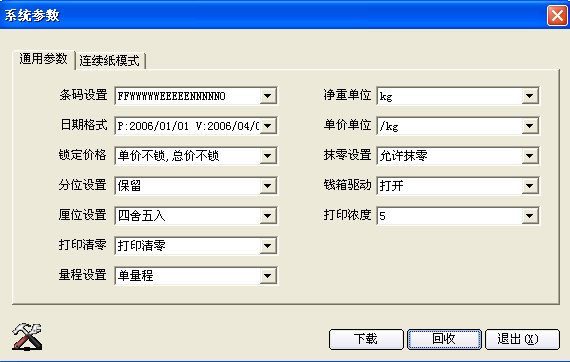 系统参数
通用参数 连续纸模式
条码设置 FFWWWWWEEEEENNNNNO 净重单位 kg
日期格式 P:2006/01/01 V:2006/04/0 单价单位 /kg
锁定价格 单价不锁,总价不锁 抹零设置 允许抹零
分位设置 保留 钱箱驱动 打开
厘位设置 四舍五入 打印浓度 5
打印清零 打印清零
量程设置 单量程
下载 回收 退出(X)